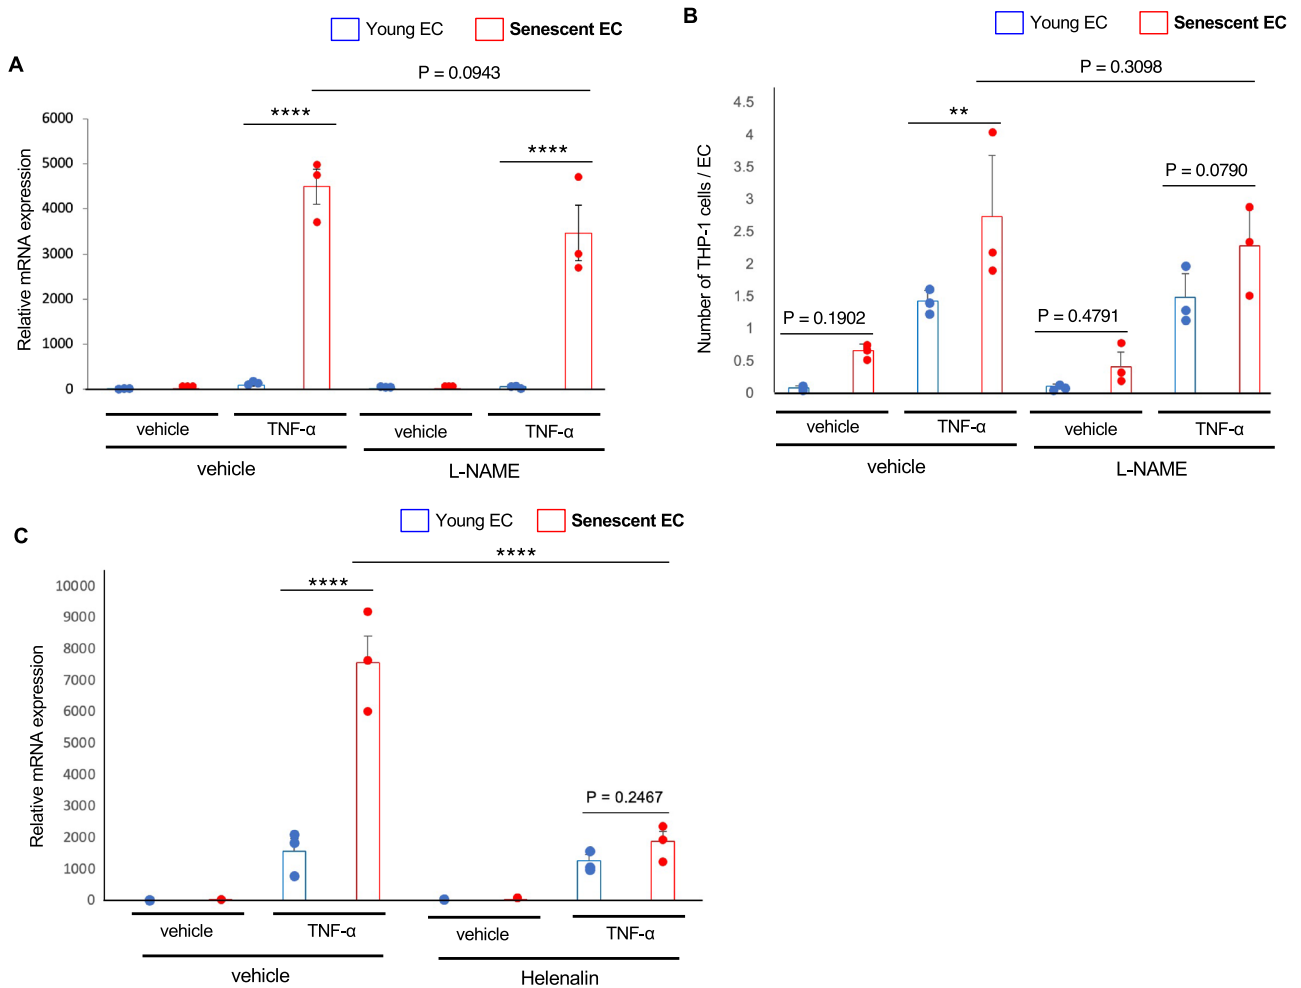 Young EC Senescent EC
A
P = 0.0943
****
****
Relative mRNA expression
6000
5000
4000
3000
2000
1000
0
vehicle TNF-α vehicle TNF-α
vehicle L-NAME
B
Young EC Senescent EC
P = 0.3098
**
P = 0.0790
P = 0.1902
P = 0.4791
Number of THP-1 cells / EC
4.5
4
3.5
3
2.5
2
1.5
1
0.5
0
vehicle TNF-α vehicle TNF-α
vehicle L-NAME
C
Young EC Senescent EC
****
****
P = 0.2467
Relative mRNA expression
10000
9000
8000
7000
6000
5000
4000
3000
2000
1000
0
vehicle TNF-α vehicle TNF-α
vehicle Helenalin